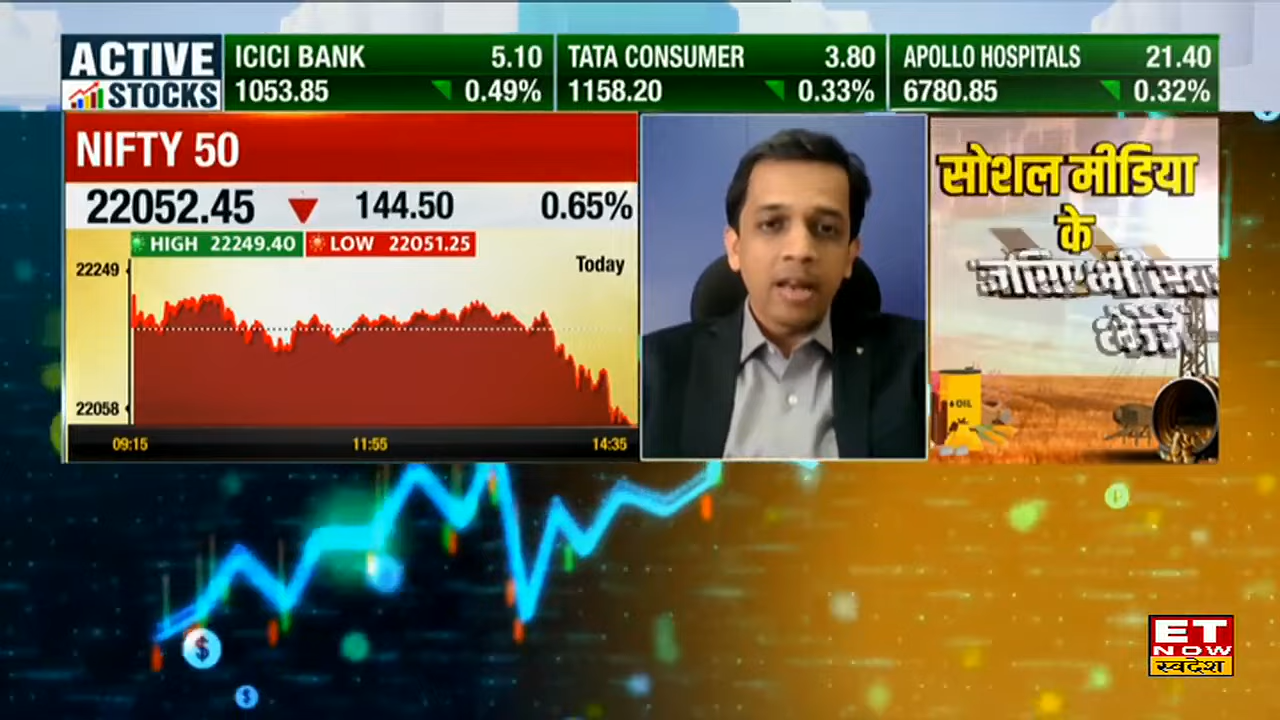 ACTIVE
STOCKS
ICICI BANK 5.10
1053.85 0.49%
TATA CONSUMER 3.80
1158.20 0.33%
APOLLO HOSPITALS 21.40
6780.85 0.32%
NIFTY 50
22052.45 144.50 0.65%
HIGH 22249.40 LOW 22051.25
Today
22249
22058
09:15 11:55 14:35
सोशल मीडिया
के
OIL
ET
NOW
स्वदेश